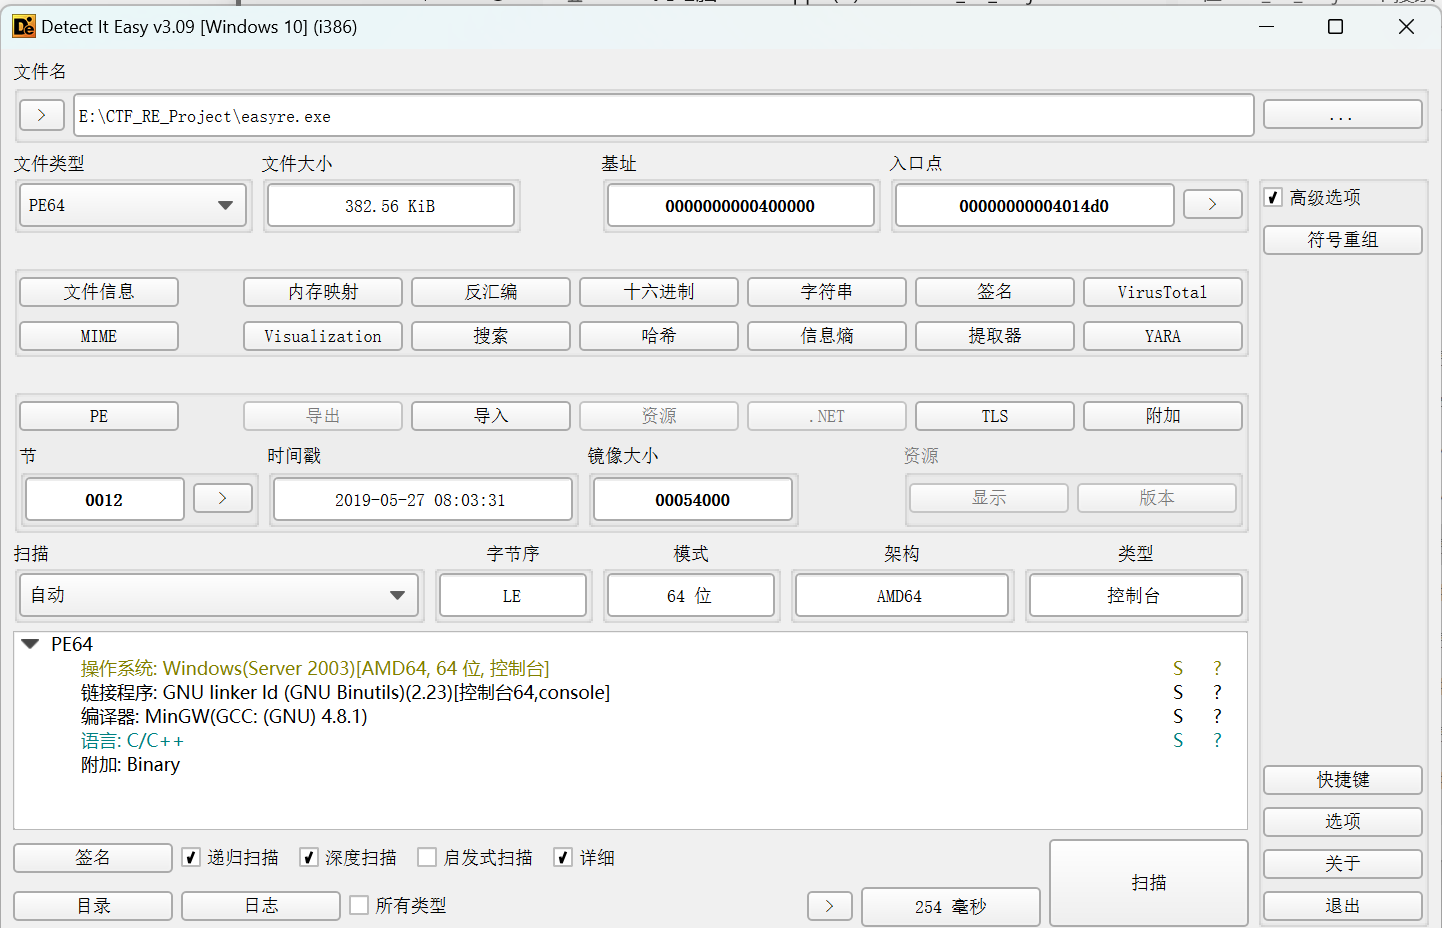 Detect It Easy v3.09 [Windows 10] (i386)
文件名
> E:\CTF_RE_Project\easyre.exe ...
文件类型 文件大小 基址 入口点
PE64 382.56 KiB 0000000000400000 00000000004014d0 > 高级选项
符号重组
文件信息 内存映射 反汇编 十六进制 字符串 签名 VirusTotal
MIME Visualization 搜索 哈希 信息熵 提取器 YARA
PE 导出 导入 资源 .NET TLS 附加
节 时间戳 镜像大小 资源
0012 > 2019-05-27 08:03:31 00054000 显示 版本
扫描 字节序 模式 架构 类型
自动 LE 64 位 AMD64 控制台
PE64
操作系统: Windows(Server 2003)[AMD64, 64 位, 控制台] S ?
链接程序: GNU linker ld (GNU Binutils)(2.23)[控制台64,console] S ?
编译器: MinGW(GCC: (GNU) 4.8.1) S ?
语言: C/C++ S ?
附加: Binary
快捷键
选项
签名 递归扫描 深度扫描 启发式扫描 详细 扫描 关于
目录 日志 所有类型 > 254 毫秒 退出